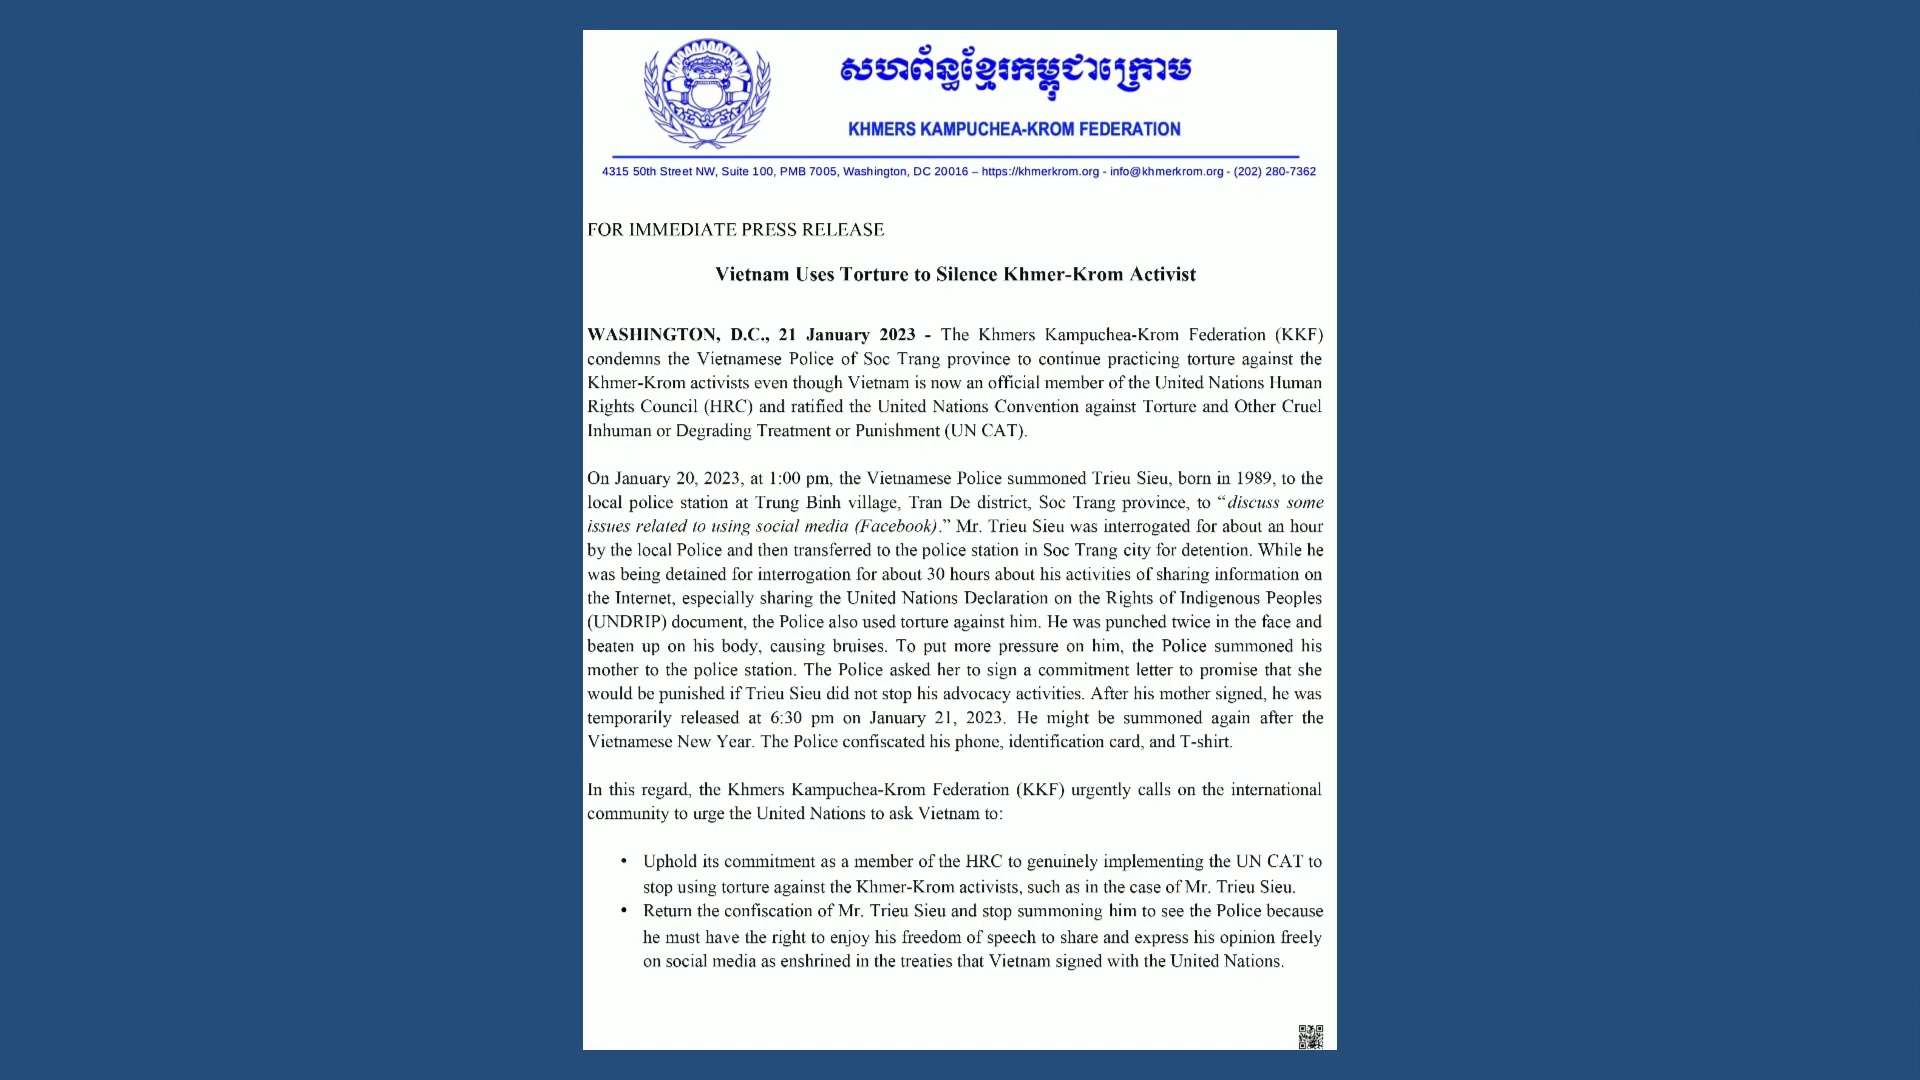 សហព័ន្ធខ្មែរកម្ពុជាក្រោម
KHMERS KAMPUCHEA-KROM FEDERATION
4315 50th Street NW, Suite 100, PMB 7005, Washington, DC 20016 – https://khmerkrom.org - info@khmerkrom.org - (202) 280-7362
FOR IMMEDIATE PRESS RELEASE
Vietnam Uses Torture to Silence Khmer-Krom Activist
WASHINGTON, D.C., 21 January 2023 - The Khmers Kampuchea-Krom Federation (KKF)
condemns the Vietnamese Police of Soc Trang province to continue practicing torture against the
Khmer-Krom activists even though Vietnam is now an official member of the United Nations Human
Rights Council (HRC) and ratified the United Nations Convention against Torture and Other Cruel
Inhuman or Degrading Treatment or Punishment (UN CAT).
On January 20, 2023, at 1:00 pm, the Vietnamese Police summoned Trieu Sieu, born in 1989, to the
local police station at Trung Binh village, Tran De district, Soc Trang province, to “discuss some
issues related to using social media (Facebook).” Mr. Trieu Sieu was interrogated for about an hour
by the local Police and then transferred to the police station in Soc Trang city for detention. While he
was being detained for interrogation for about 30 hours about his activities of sharing information on
the Internet, especially sharing the United Nations Declaration on the Rights of Indigenous Peoples
(UNDRIP) document, the Police also used torture against him. He was punched twice in the face and
beaten up on his body, causing bruises. To put more pressure on him, the Police summoned his
mother to the police station. The Police asked her to sign a commitment letter to promise that she
would be punished if Trieu Sieu did not stop his advocacy activities. After his mother signed, he was
temporarily released at 6:30 pm on January 21, 2023. He might be summoned again after the
Vietnamese New Year. The Police confiscated his phone, identification card, and T-shirt.
In this regard, the Khmers Kampuchea-Krom Federation (KKF) urgently calls on the international
community to urge the United Nations to ask Vietnam to:
• Uphold its commitment as a member of the HRC to genuinely implementing the UN CAT to
stop using torture against the Khmer-Krom activists, such as in the case of Mr. Trieu Sieu.
• Return the confiscation of Mr. Trieu Sieu and stop summoning him to see the Police because
he must have the right to enjoy his freedom of speech to share and express his opinion freely
on social media as enshrined in the treaties that Vietnam signed with the United Nations.